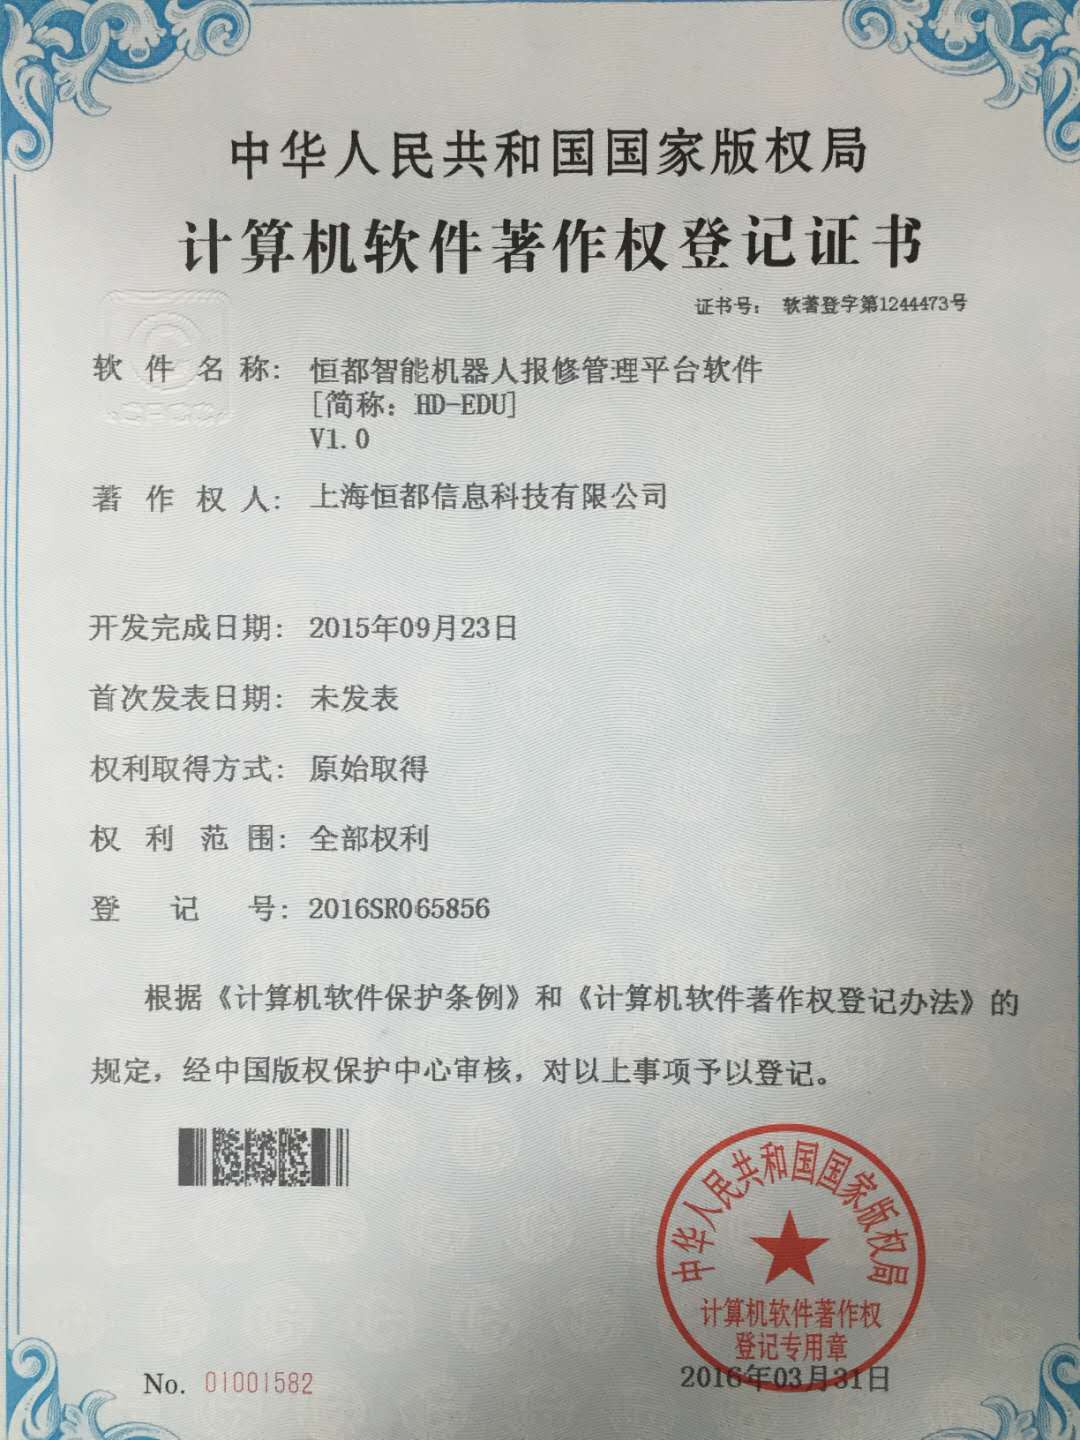 中华人民共和国国家版权局
计算机软件著作权登记证书
证书号： 软著登字第1244473号
软件名称： 恒都智能机器人报修管理平台软件
[简称：HD-EDU]
V1.0
著作权人： 上海恒都信息科技有限公司
开发完成日期： 2015年09月23日
首次发表日期： 未发表
权利取得方式： 原始取得
权利范围： 全部权利
登记号： 2016SR065856
根据《计算机软件保护条例》和《计算机软件著作权登记办法》的
规定，经中国版权保护中心审核，对以上事项予以登记。
中华人民共和国国家版权局
计算机软件著作权
登记专用章
No. 01001582
2016年03月31日